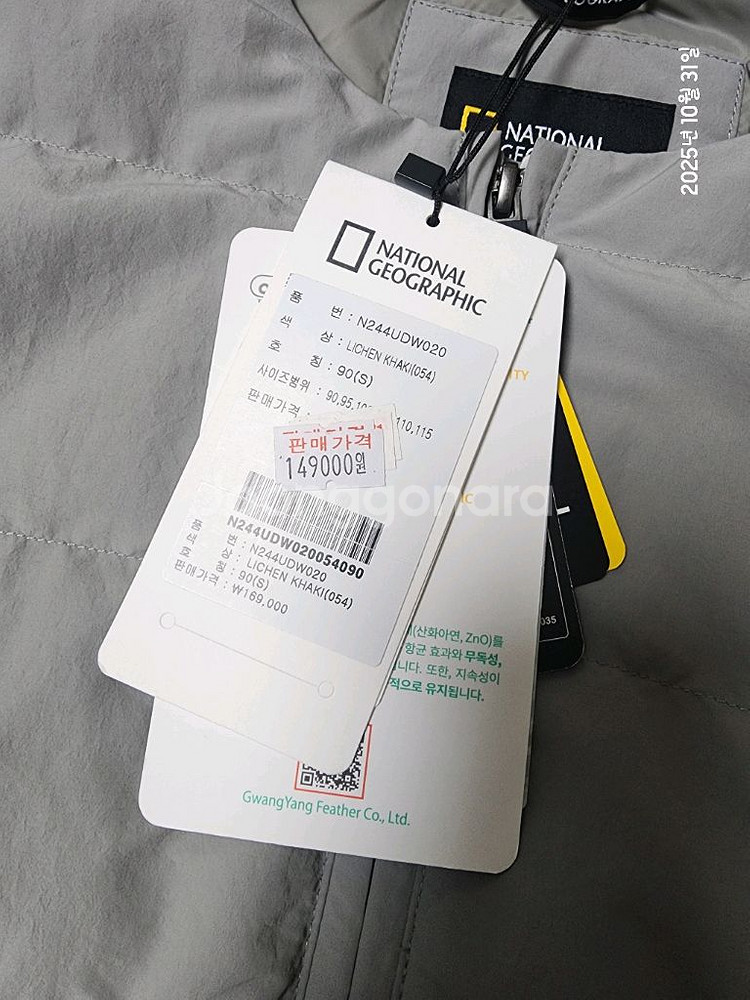 2025년 10월 31일
NATIONAL
NATIONAL
GEOGRAPHIC
품 번 : N244UDW020
색 상 : LICHEN KHAKI(054)
호 칭 : 90(S)
사이즈범위 : 90,95, 110,115
판매가격 :
판매가격
149000원
N244UDW020054090
품 번 : N244UDW020
색 상 : LICHEN KHAKI(054)
호 칭 : 90(S)
판매가격 : ₩169,000
(산화아연, ZnO)를
항균 효과와 무독성,
니다. 또한, 지속성이
적으로 유지됩니다.
035
GwangYang Feather Co., Ltd.